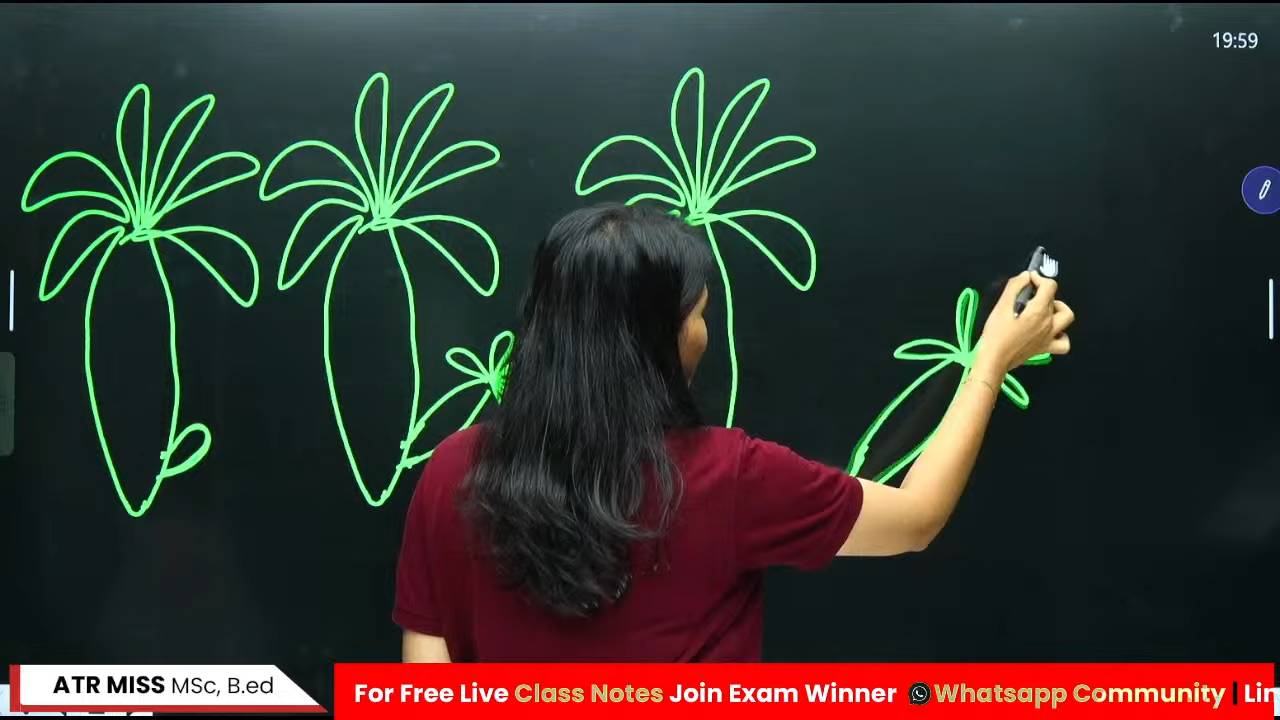 19:59
ATR MISS MSc, B.ed
For Free Live Class Notes Join Exam Winner Whatsapp Community | Lin